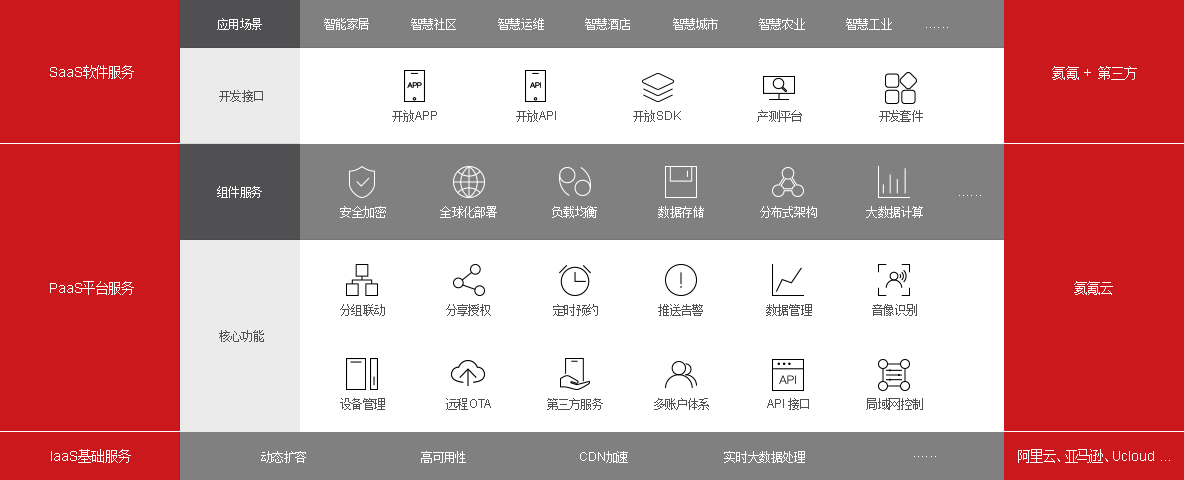 应用场景
智能家居 智慧社区 智慧运维 智慧酒店 智慧城市 智慧农业 智慧工业 ……
SaaS软件服务
氦氪 + 第三方
开发接口
APP API
开放APP 开放API 开放SDK 产测平台 开发套件
组件服务
……
安全加密 全球化部署 负载均衡 数据存储 分布式架构 大数据计算
PaaS平台服务
氦氪云
分组联动 分享授权 定时预约 推送告警 数据管理 音像识别
核心功能
API
设备管理 远程OTA 第三方服务 多账户体系 API 接口 局域网控制
IaaS基础服务
动态扩容 高可用性 CDN加速 实时大数据处理 ……
阿里云、亚马逊、Ucloud ...